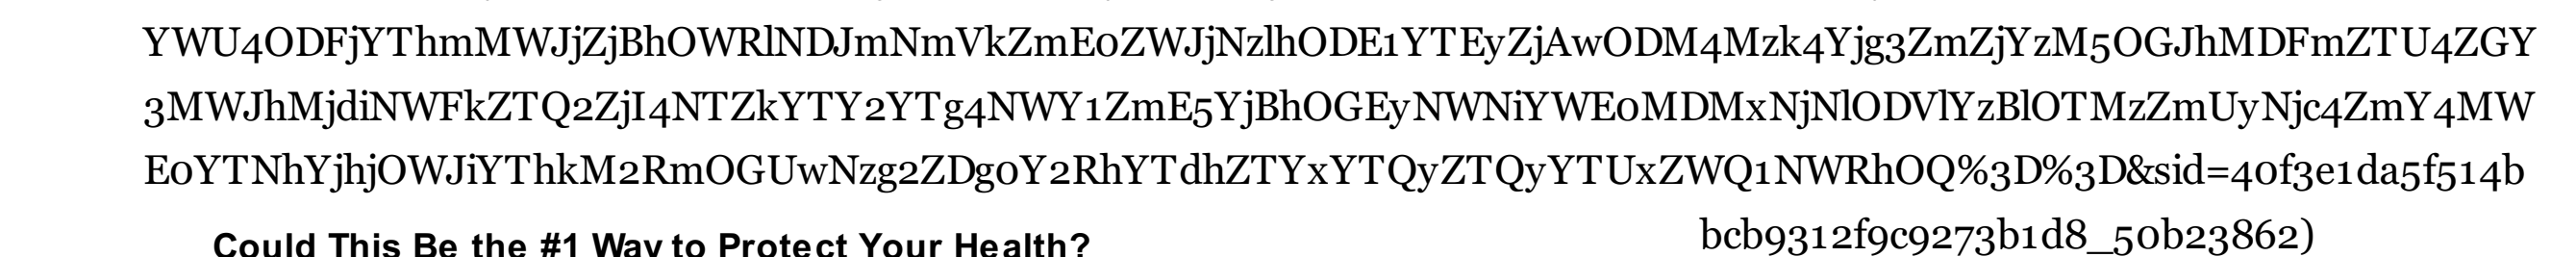 YWU4ODFjYThmMWJjZjBhOWRlNDJmNmVkZmE0ZWJjNzlhODE1YTEyZjAwODM4Mzk4Yjg3ZmZjYzM5OGJhMDFmZTU4ZGY
3MWJhMjdiNWFkZTQ2ZjI4NTZkYTY2YTg4NWY1ZmE5YjBhOGEyNWNiYWE0MDMxNjNlODVlYzBlOTMzZmUyNjc4ZmY4MW
E0YTNhYjhjOWJiYThkM2RmOGUwNzg2ZDg0Y2RhYTdhZTYxYTQyZTQyYTUxZWQ1NWRhOQ%3D%3D&sid=40f3e1da5f514b
bcb9312f9c9273b1d8_50b23862)
Could This Be the #1 Way to Protect Your Health?